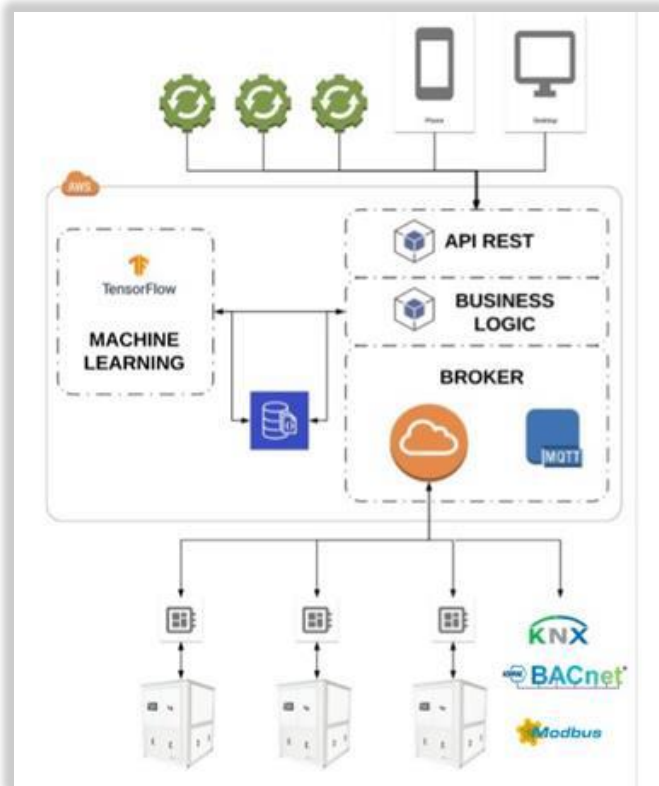 Phone
Desktop
AWS
API REST
TensorFlow
BUSINESS
LOGIC
MACHINE
LEARNING
BROKER
MQTT
KNX
BACnet
Modbus